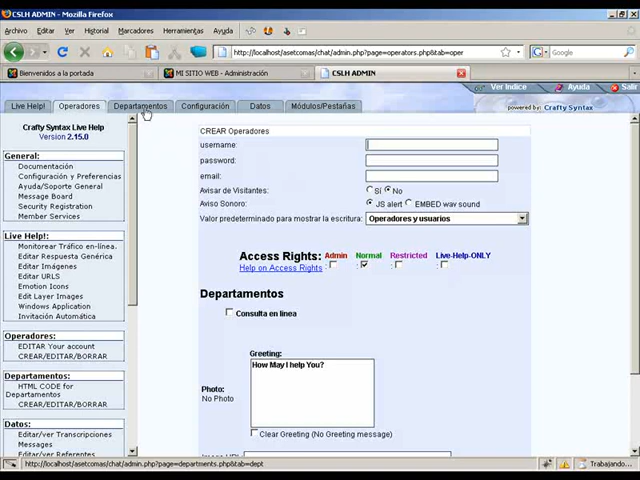 CSLH ADMIN - Mozilla Firefox
Archivo Editar Ver Historial Marcadores Herramientas Ayuda
http://localhost/asetcomas/chat/admin.php?page=operators.php&tab=oper
Google
Bienvenidos a la portada
MI SITIO WEB - Administración
CSLH ADMIN
Ver Indice Ayuda Salir
Live Help! Operadores Departamentos Configuración Datos Módulos/Pestañas
powered by: Crafty Syntax
Crafty Syntax Live Help
Version 2.15.0
General:
Documentación
Configuración y Preferencias
Ayuda/Soporte General
Message Board
Security Registration
Member Services
Live Help!:
Monitorear Tráfico en-línea.
Editar Respuesta Genérica
Editar Imágenes
Editar URLS
Emotion Icons
Edit Layer Images
Windows Application
Invitación Automática
Operadores:
EDITAR Your account
CREAR/EDITAR/BORRAR
Departamentos:
HTML CODE for
Departamentos
CREAR/EDITAR/BORRAR
Datos:
Editar/ver Transcripciones
Messages
Editar/ver Referentes
CREAR Operadores
username:
password:
email:
Avisar de Visitantes: Sí No
Aviso Sonoro: JS alert EMBED wav sound
Valor predeterminado para mostrar la escritura: Operadores y usuarios
Access Rights: Admin Normal Restricted Live-Help-ONLY
Help on Access Rights : : : :
Departamentos
Consulta en linea
Greeting:
How May I help You?
Photo:
No Photo
Clear Greeting (No Greeting message)
http://localhost/asetcomas/chat/admin.php?page=departments.php&tab=dept
Trabajando...